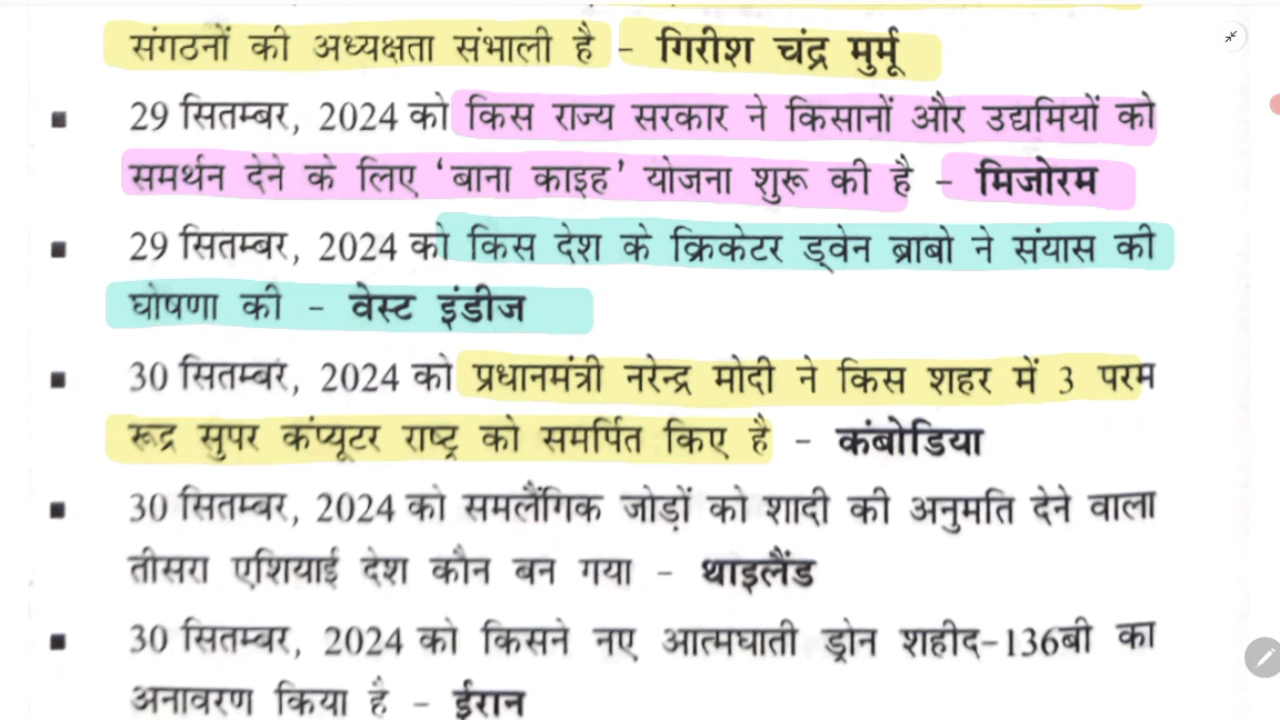 संगठनों की अध्यक्षता संभाली है – गिरीश चंद्र मुर्मू
▪ 29 सितम्बर, 2024 को किस राज्य सरकार ने किसानों और उद्यमियों को
समर्थन देने के लिए ‘बाना काइह’ योजना शुरू की है – मिजोरम
▪ 29 सितम्बर, 2024 को किस देश के क्रिकेटर ड्वेन ब्राबो ने संयास की
घोषणा की – वेस्ट इंडीज
▪ 30 सितम्बर, 2024 को प्रधानमंत्री नरेन्द्र मोदी ने किस शहर में 3 परम
रूद्र सुपर कंप्यूटर राष्ट्र को समर्पित किए है – कंबोडिया
▪ 30 सितम्बर, 2024 को समलैंगिक जोड़ों को शादी की अनुमति देने वाला
तीसरा एशियाई देश कौन बन गया – थाइलैंड
▪ 30 सितम्बर, 2024 को किसने नए आत्मघाती ड्रोन शहीद-136बी का
अनावरण किया है – ईरान